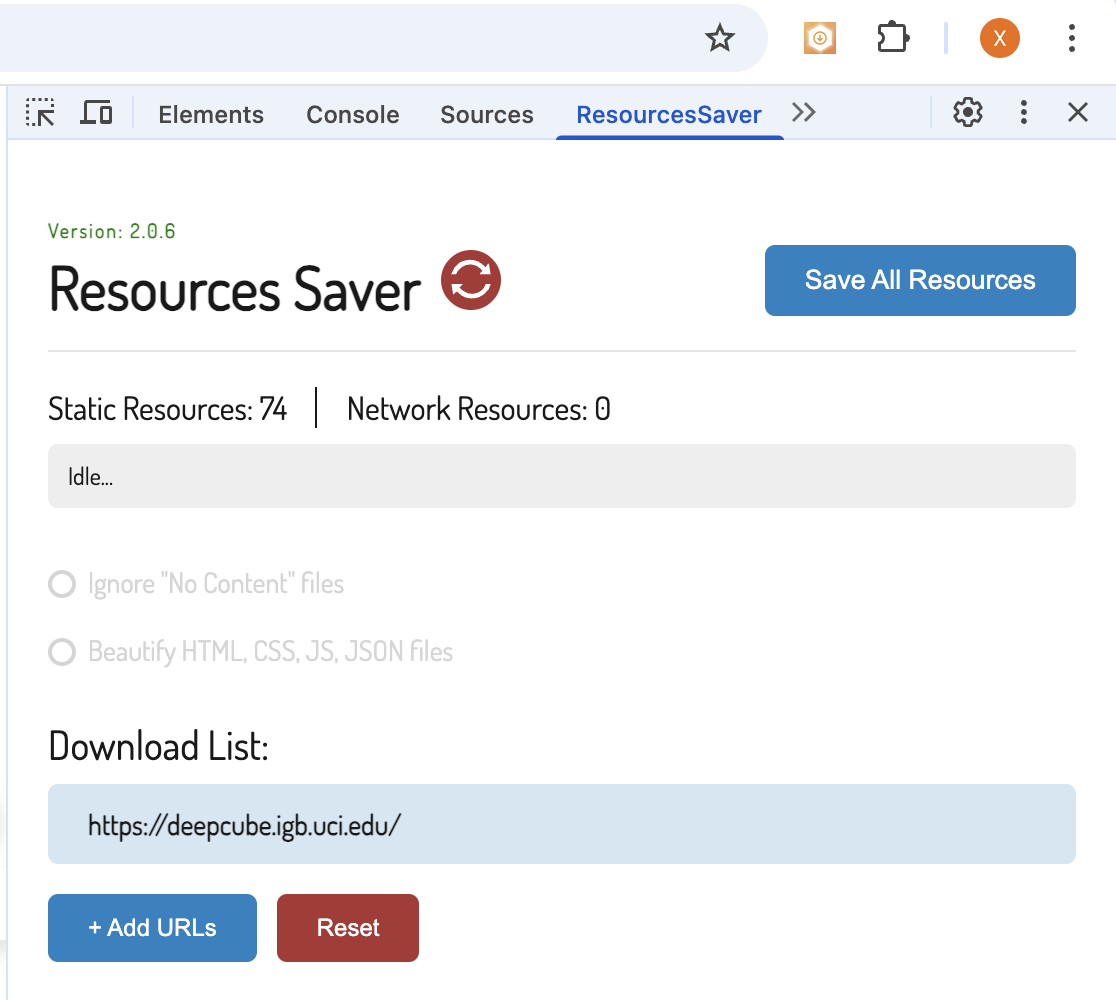 X
Elements Console Sources ResourcesSaver
Version: 2.0.6
Resources Saver
Save All Resources
Static Resources: 74 Network Resources: 0
Idle...
Ignore "No Content" files
Beautify HTML, CSS, JS, JSON files
Download List:
https://deepcube.igb.uci.edu/
+ Add URLs Reset